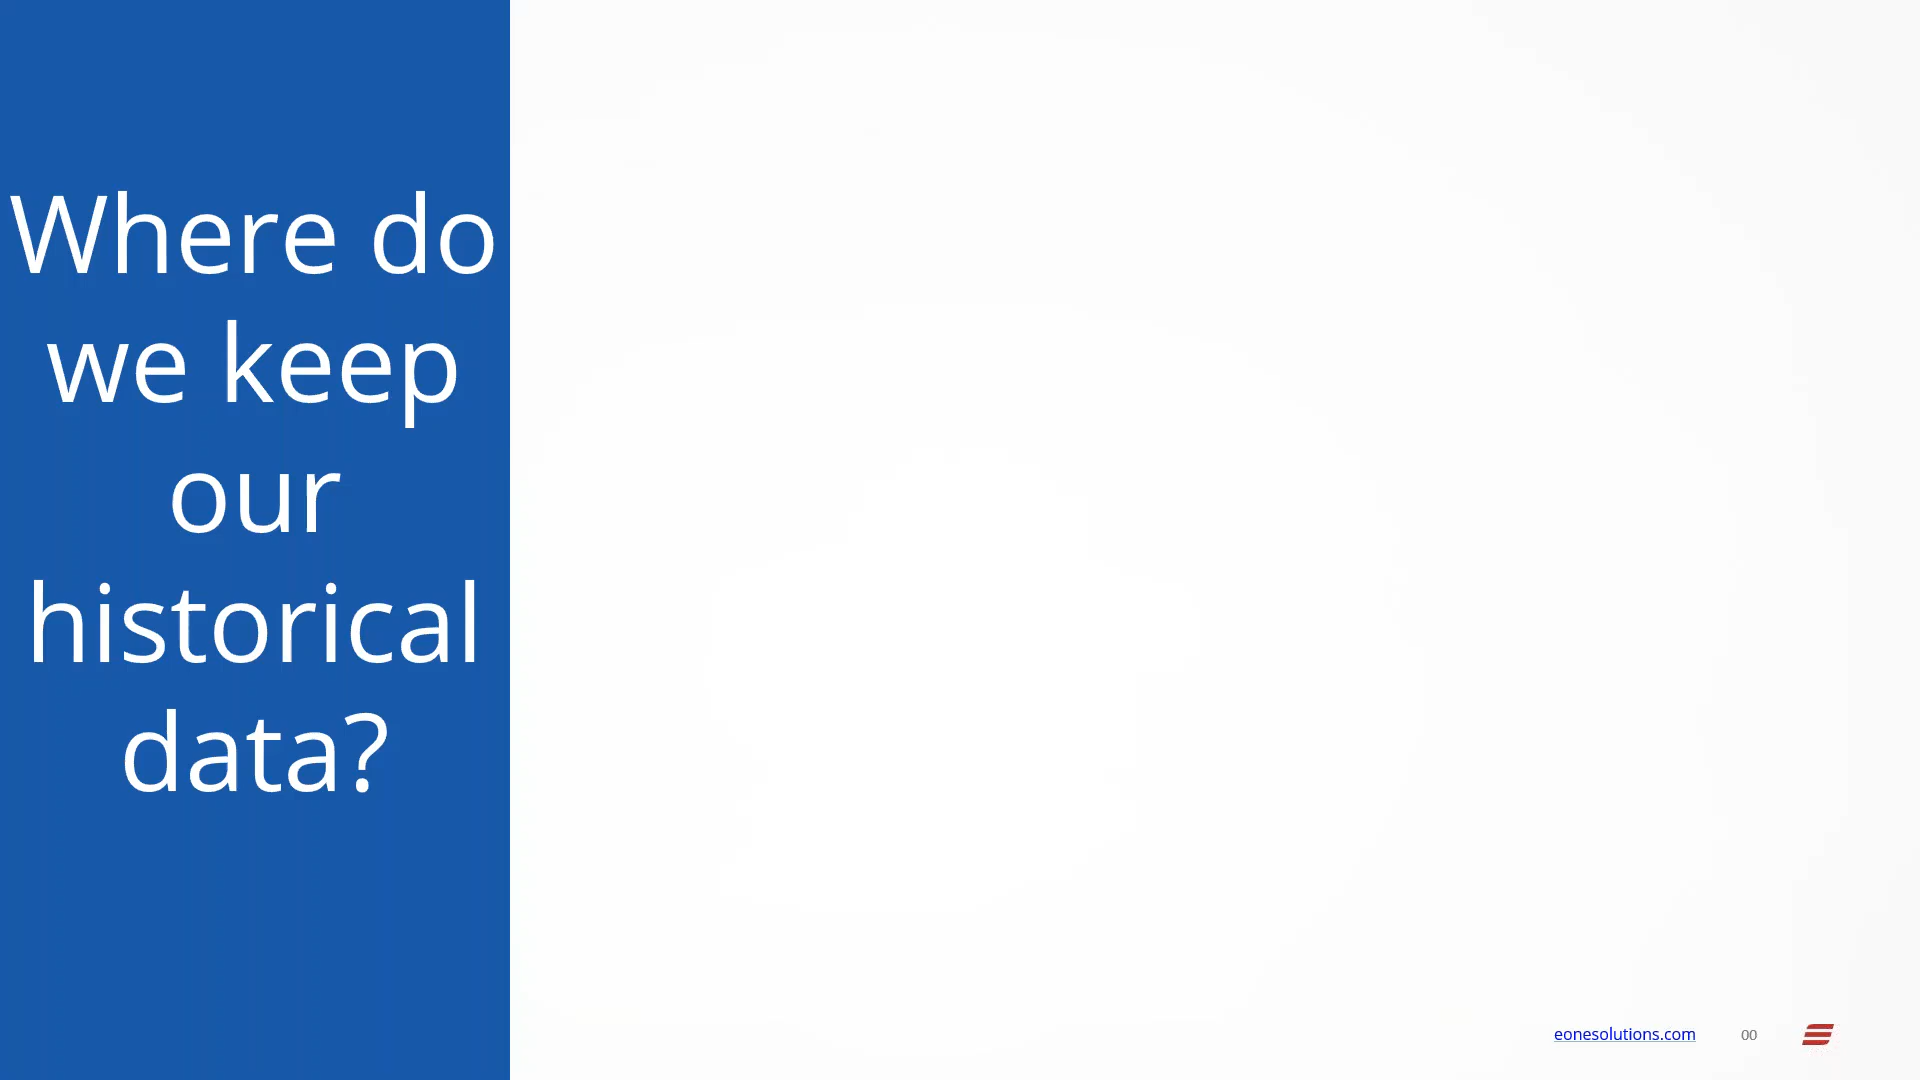 Where do
we keep
our
historical
data?
eonesolutions.com 00